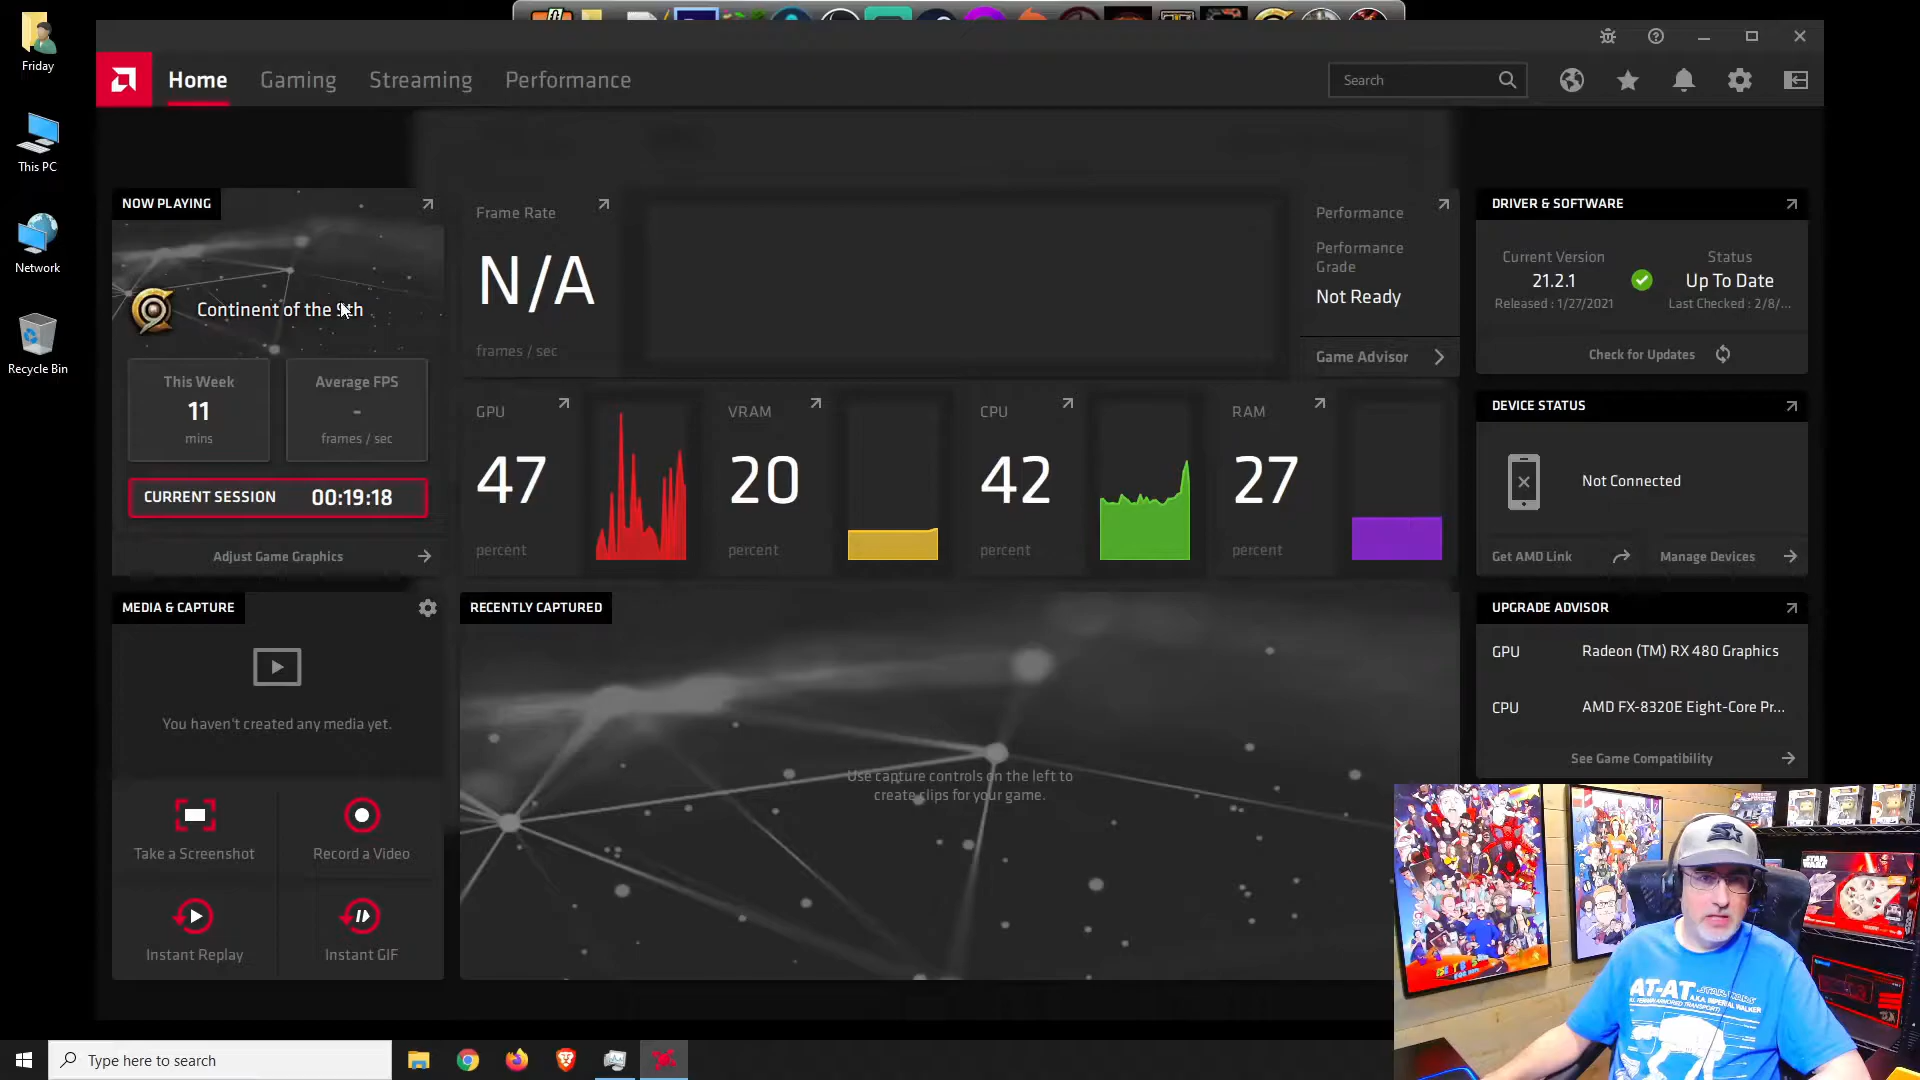 Friday
This PC
Network
Recycle Bin
Home
Gaming
Streaming
Performance
Search
NOW PLAYING
Continent of the 9th
This Week
11
mins
Average FPS
-
frames / sec
CURRENT SESSION 00:19:18
Adjust Game Graphics
Frame Rate
N/A
frames / sec
Performance
Performance
Grade
Not Ready
Game Advisor
GPU
47
percent
VRAM
20
percent
CPU
42
percent
RAM
27
percent
DRIVER & SOFTWARE
Current Version
21.2.1
Released : 1/27/2021
Status
Up To Date
Last Checked : 2/8/...
Check for Updates
DEVICE STATUS
Not Connected
Get AMD Link
Manage Devices
UPGRADE ADVISOR
GPU Radeon (TM) RX 480 Graphics
CPU AMD FX-8320E Eight-Core Pr...
See Game Compatibility
MEDIA & CAPTURE
You haven't created any media yet.
Take a Screenshot
Record a Video
Instant Replay
Instant GIF
RECENTLY CAPTURED
Use capture controls on the left to
create clips for your game.
Type here to search
STAR
WARS
AT-AT
STAR WARS
A.K.A. IMPERIAL
WALKER